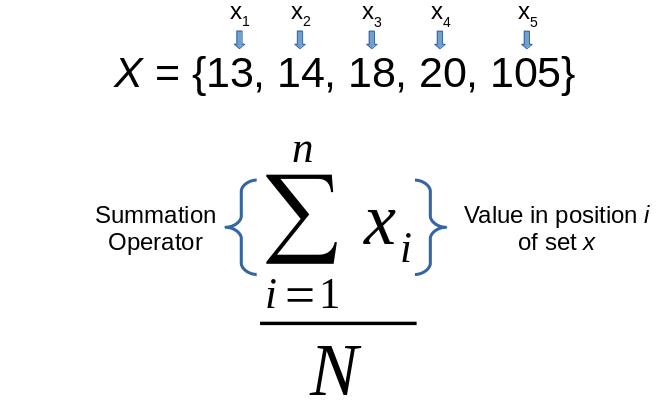 x₁ x₂ x₃ x₄ x₅
X = {13, 14, 18, 20, 105}
n
Summation
Operator
∑ xᵢ
Value in position i
of set x
i=1
N